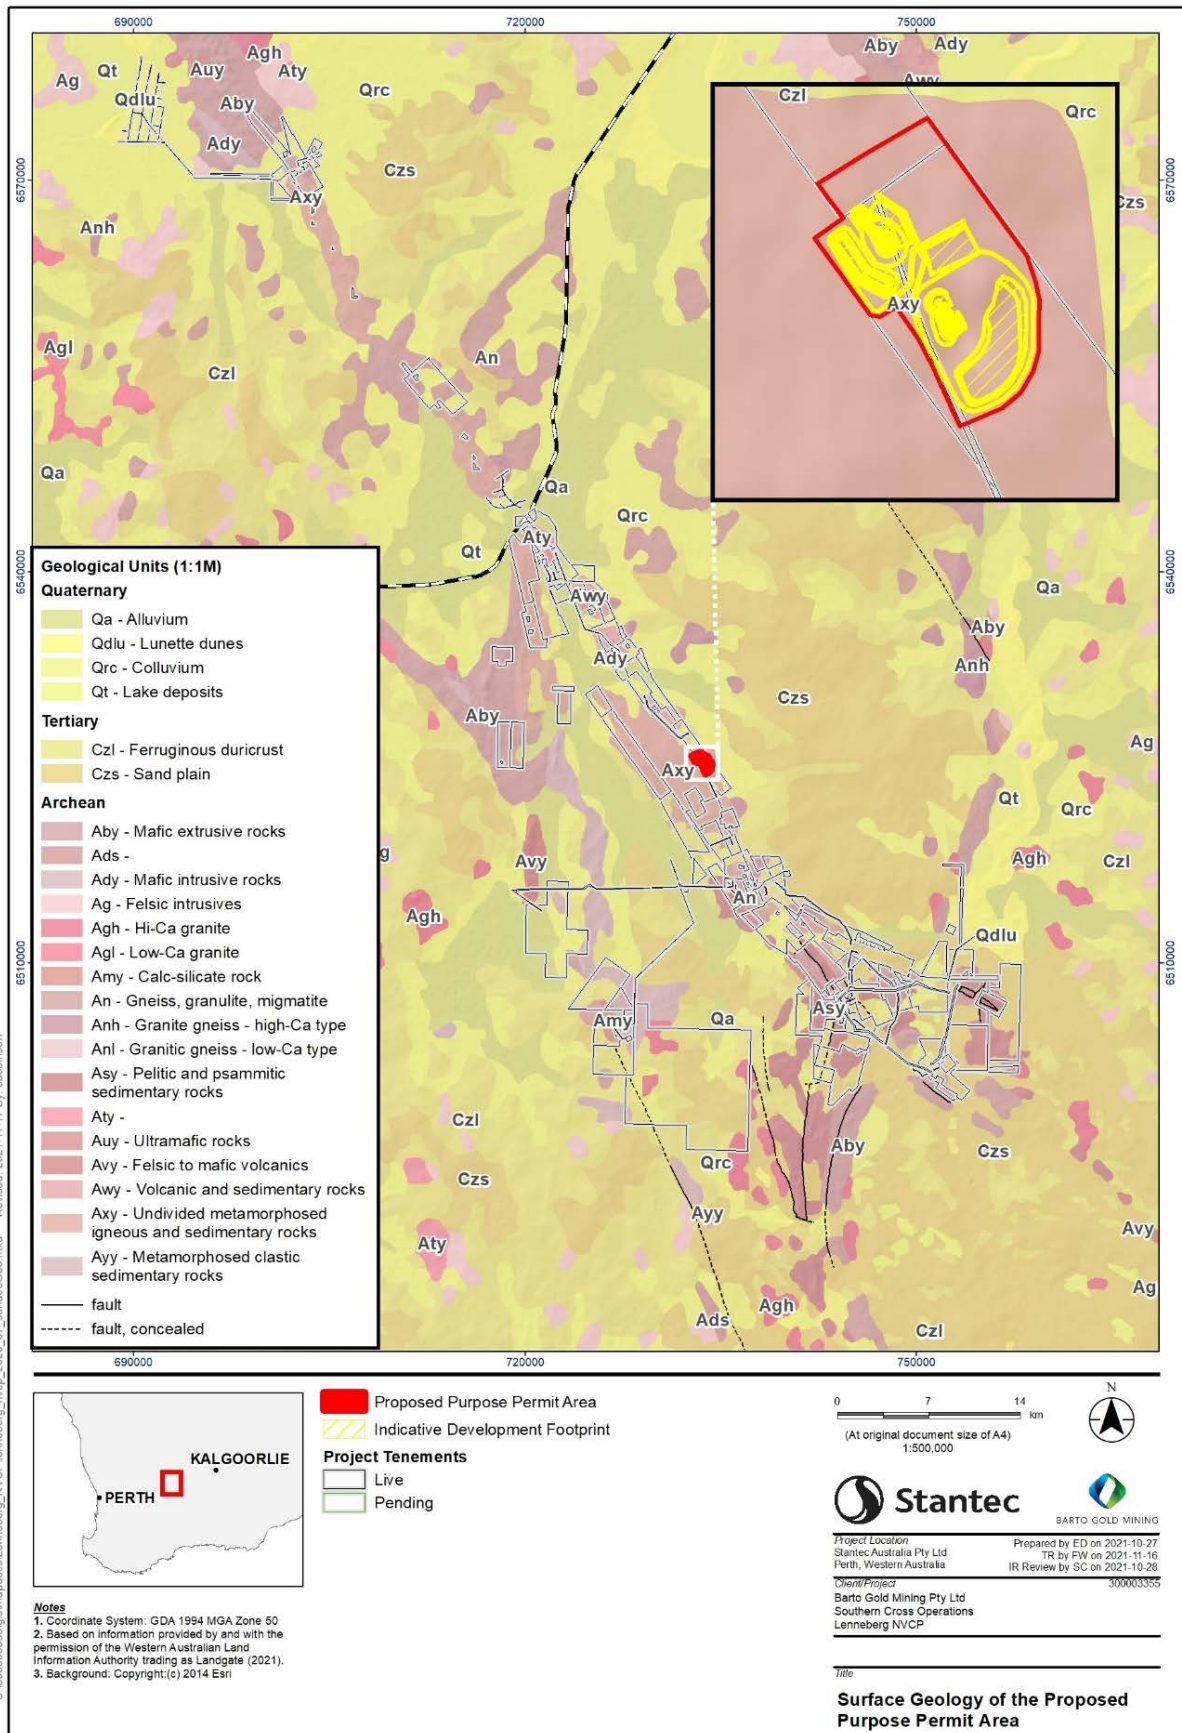 690000
720000
750000
Ag
Qt
Auy
Agh
Aty
Qdlu
Aby
Qrc
Ady
Axy
Czs
Anh
Aby
Ady
Awy
Czl
Qrc
Czs
Axy
6570000
6570000
Agl
Czl
An
Qa
Qa
Qt
Aty
Qrc
Awy
Ady
Aby
Axy
Czs
Qa
Aby
Anh
6540000
6540000
Ag
Qt
Qrc
Agh
Czl
Avy
Agh
An
Qdlu
Amy
Qa
Asy
6510000
6510000
Czl
Czs
Qrc
Aby
Czs
Ayy
Aty
Avy
Ag
Agh
Ads
Czl
Geological Units (1:1M)
Quaternary
Qa - Alluvium
Qdlu - Lunette dunes
Qrc - Colluvium
Qt - Lake deposits
Tertiary
Czl - Ferruginous duricrust
Czs - Sand plain
Archean
Aby - Mafic extrusive rocks
Ads -
Ady - Mafic intrusive rocks
Ag - Felsic intrusives
Agh - Hi-Ca granite
Agl - Low-Ca granite
Amy - Calc-silicate rock
An - Gneiss, granulite, migmatite
Anh - Granite gneiss - high-Ca type
Anl - Granitic gneiss - low-Ca type
Asy - Pelitic and psammitic
sedimentary rocks
Aty -
Auy - Ultramafic rocks
Avy - Felsic to mafic volcanics
Awy - Volcanic and sedimentary rocks
Axy - Undivided metamorphosed
igneous and sedimentary rocks
Ayy - Metamorphosed clastic
sedimentary rocks
fault
fault, concealed
690000
720000
750000
KALGOORLIE
PERTH
Proposed Purpose Permit Area
Indicative Development Footprint
Project Tenements
Live
Pending
0 7 14
km
(At original document size of A4)
1:500,000
N
Stantec
BARTO GOLD MINING
Project Location
Stantec Australia Pty Ltd
Perth, Western Australia
Prepared by ED on 2021-10-27
TR by FW on 2021-11-16
IR Review by SC on 2021-10-28
Client/Project
300003355
Barto Gold Mining Pty Ltd
Southern Cross Operations
Lenneberg NVCP
Title
Surface Geology of the Proposed
Purpose Permit Area
Notes
1. Coordinate System: GDA 1994 MGA Zone 50
2. Based on information provided by and with the
permission of the Western Australian Land
Information Authority trading as Landgate (2021).
3. Background: Copyright:(c) 2014 Esri